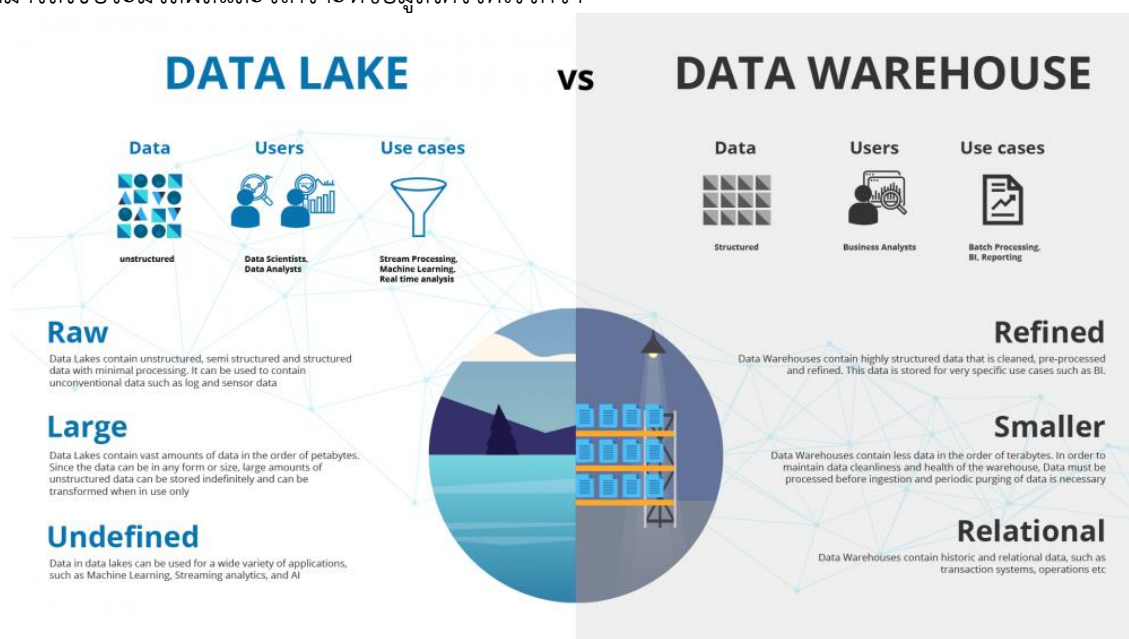 DATA LAKE vs DATA WAREHOUSE
Data Users Use cases
unstructured
Data Scientists,
Data Analysts
Stream Processing,
Machine Learning,
Real time analysis
Data Users Use cases
Structured
Business Analysts
Batch Processing,
BI, Reporting
Raw
Data Lakes contain unstructured, semi structured and structured
data with minimal processing. It can be used to contain
unconventional data such as log and sensor data
Large
Data Lakes contain vast amounts of data in the order of petabytes.
Since the data can be in any form or size, large amounts of
unstructured data can be stored indefinitely and can be
transformed when in use only
Undefined
Data in data lakes can be used for a wide variety of applications,
such as Machine Learning, Streaming analytics, and AI
Refined
Data Warehouses contain highly structured data that is cleaned, pre-processed
and refined. This data is stored for very specific use cases such as BI.
Smaller
Data Warehouses contain less data in the order of terabytes. In order to
maintain data cleanliness and health of the warehouse, Data must be
processed before ingestion and periodic purging of data is necessary
Relational
Data Warehouses contain historic and relational data, such as
transaction systems, operations etc